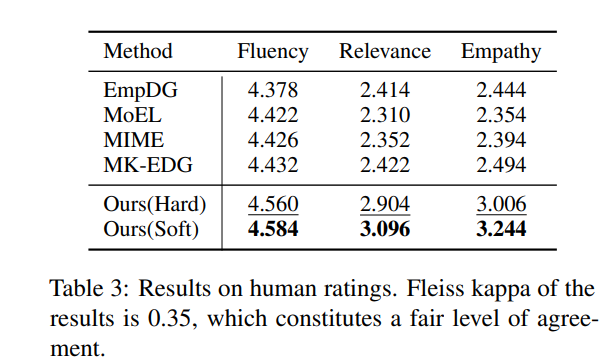 Method Fluency Relevance Empathy
EmpDG 4.378 2.414 2.444
MoEL 4.422 2.310 2.354
MIME 4.426 2.352 2.394
MK-EDG 4.432 2.422 2.494
Ours(Hard) 4.560 2.904 3.006
Ours(Soft) 4.584 3.096 3.244
Table 3: Results on human ratings. Fleiss kappa of the
results is 0.35, which constitutes a fair level of agree-
ment.